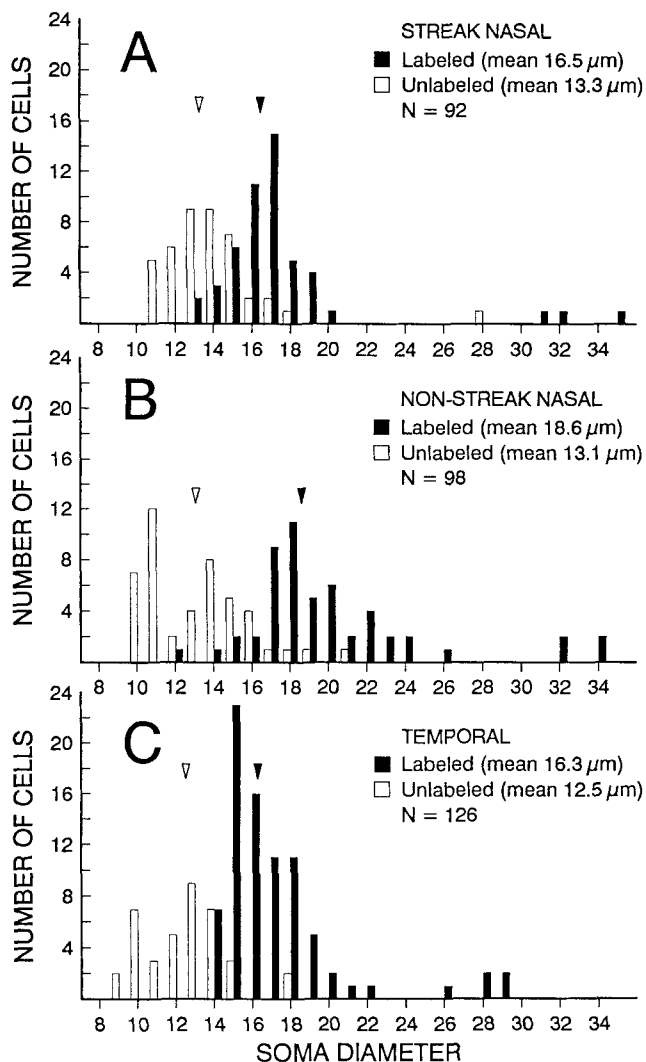 A
STREAK NASAL
Labeled (mean 16.5 μm)
Unlabeled (mean 13.3 μm)
N = 92
NUMBER OF CELLS
24
20
16
12
8
4
8 10 12 14 16 18 20 22 24 26 28 30 32 34
B
NON-STREAK NASAL
Labeled (mean 18.6 μm)
Unlabeled (mean 13.1 μm)
N = 98
NUMBER OF CELLS
24
20
16
12
8
4
8 10 12 14 16 18 20 22 24 26 28 30 32 34
C
TEMPORAL
Labeled (mean 16.3 μm)
Unlabeled (mean 12.5 μm)
N = 126
NUMBER OF CELLS
24
20
16
12
8
4
8 10 12 14 16 18 20 22 24 26 28 30 32 34
SOMA DIAMETER